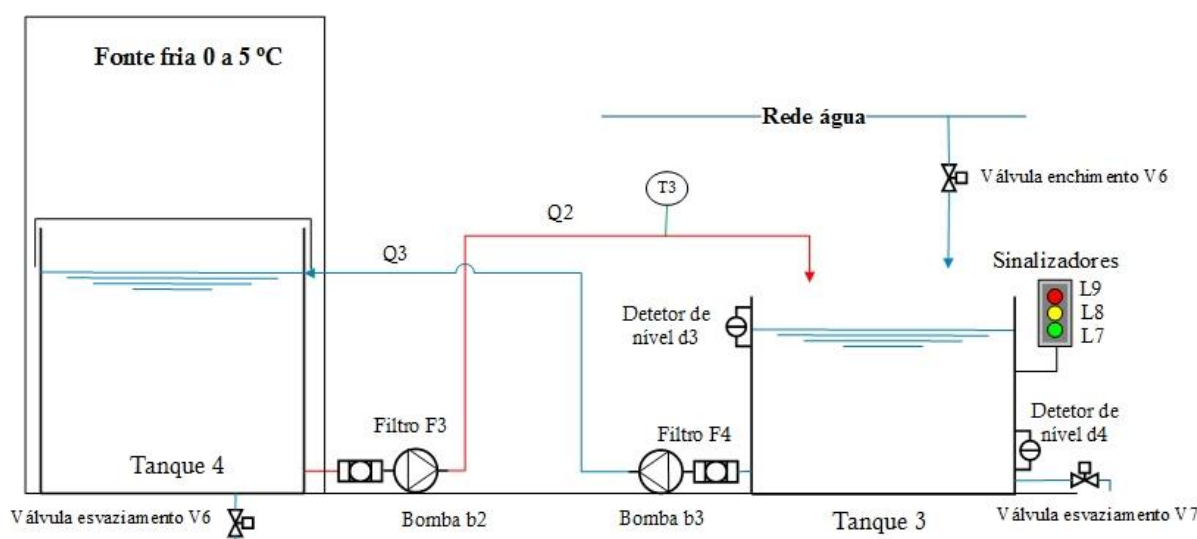 Fonte fria 0 a 5 ºC
Rede água
Válvula enchimento V6
T3
Q2
Q3
Sinalizadores
L9
L8
L7
Detetor de
nível d3
Filtro F3
Filtro F4
Detetor de
nível d4
Tanque 4
Válvula esvaziamento V6
Bomba b2
Bomba b3
Tanque 3
Válvula esvaziamento V7